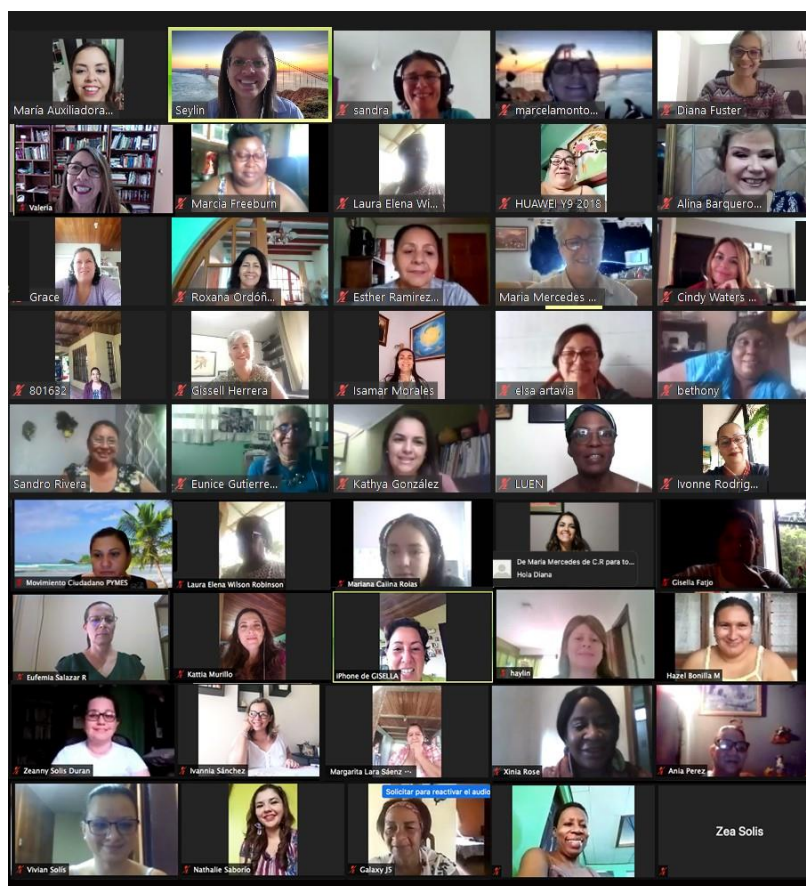 María Auxiliadora...
Seylin
sandra
marcelamonto...
Diana Fuster
Valeria
Marcia Freeburn
Laura Elena Wi...
HUAWEI Y9 2018
Alina Barquero...
Grace
Roxana Ordóñ...
Esther Ramirez...
Maria Mercedes ...
Cindy Waters ...
801632
Gissell Herrera
Isamar Morales
elsa artavia
bethony
Sandro Rivera
Eunice Gutierre...
Kathya González
LUEN
Ivonne Rodrig...
Movimiento Ciudadano PYMES
Laura Elena Wilson Robinson
Mariana Calina Rojas
De Maria Mercedes de C.R para to...
Hola Diana
Gisella Fatjo
Eufemia Salazar R
Kattia Murillo
iPhone de GISELLA
haylin
Hazel Bonilla M
Zeanny Solis Duran
Ivannia Sánchez
Margarita Lara Sáenz ...
Xinia Rose
Ania Perez
Vivian Solís
Nathalie Saborío
Solicitar para reactivar el audio
Galaxy J5
Zea Solis